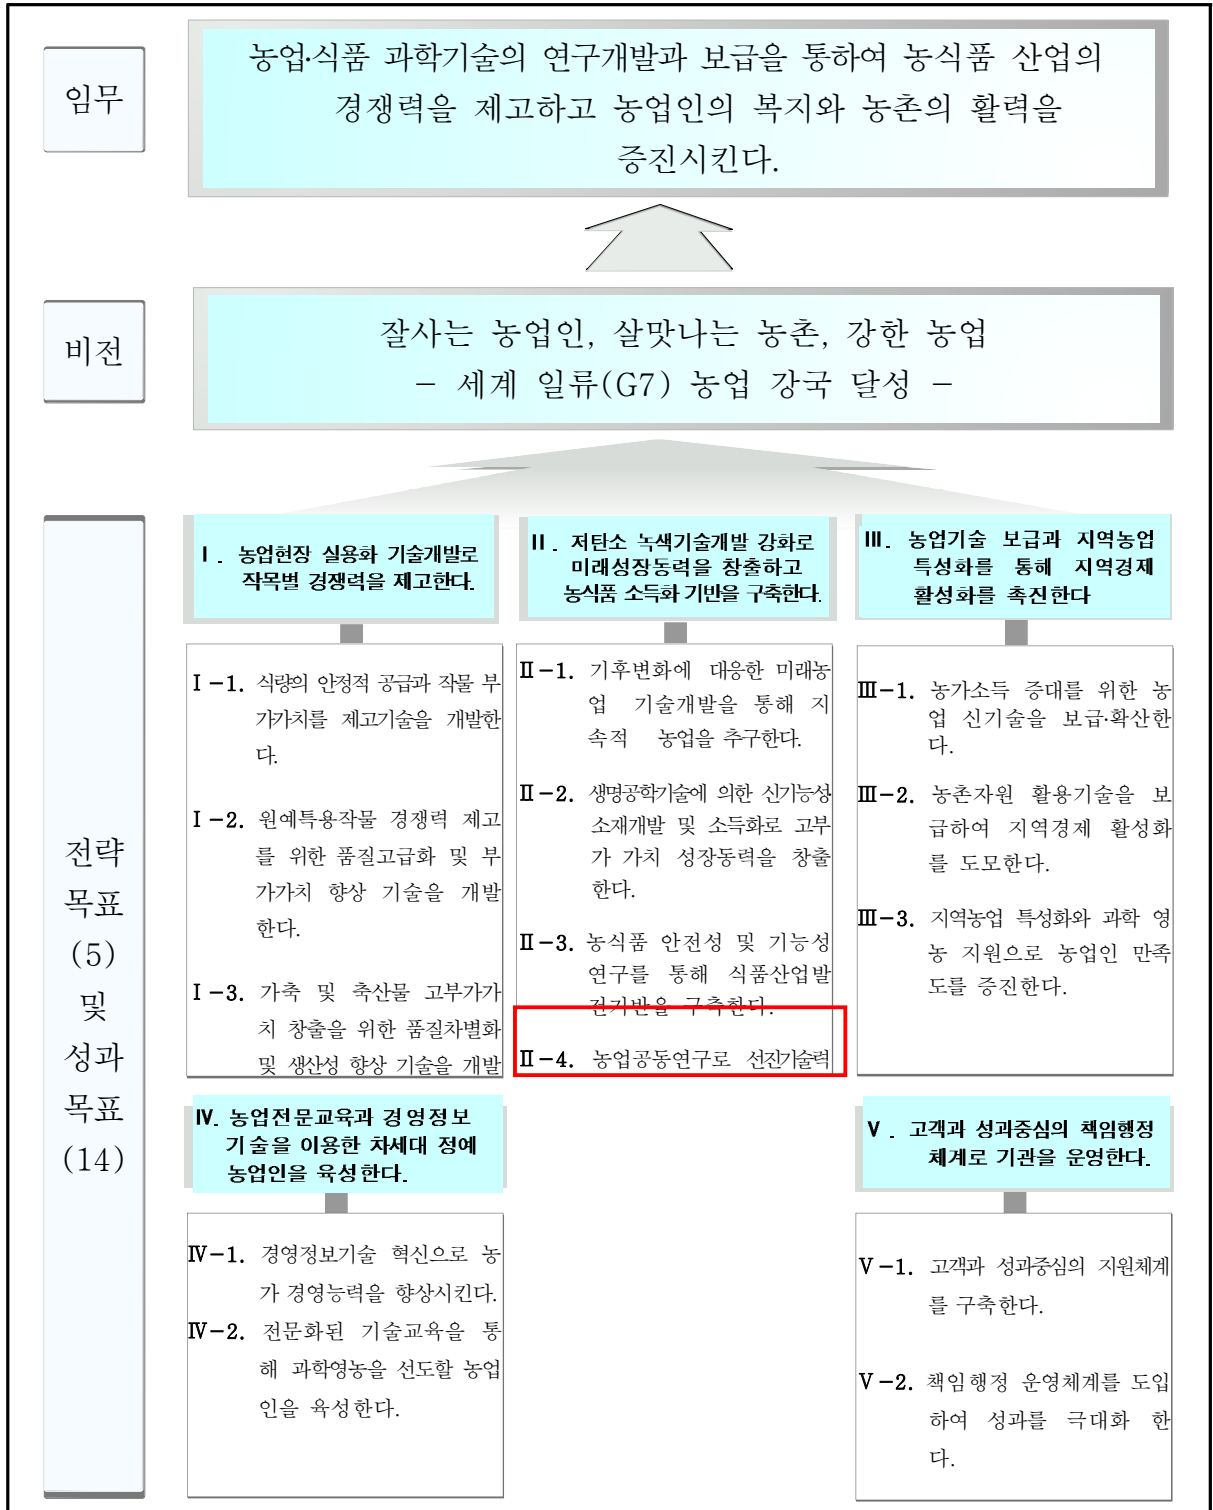 임무
농업·식품 과학기술의 연구개발과 보급을 통하여 농식품 산업의
경쟁력을 제고하고 농업인의 복지와 농촌의 활력을
증진시킨다.
비전
잘사는 농업인, 살맛나는 농촌, 강한 농업
- 세계 일류(G7) 농업 강국 달성 -
전략
목표
(5)
및
성과
목표
(14)
Ⅰ. 농업현장 실용화 기술개발로
작목별 경쟁력을 제고한다.
Ⅰ-1. 식량의 안정적 공급과 작물 부
가가치를 제고기술을 개발한
다.
Ⅰ-2. 원예특용작물 경쟁력 제고
를 위한 품질고급화 및 부
가가치 향상 기술을 개발
한다.
Ⅰ-3. 가축 및 축산물 고부가가
치 창출을 위한 품질차별화
및 생산성 향상 기술을 개발
Ⅱ. 저탄소 녹색기술개발 강화로
미래성장동력을 창출하고
농식품 소득화 기반을 구축한다.
Ⅱ-1. 기후변화에 대응한 미래농
업 기술개발을 통해 지
속적 농업을 추구한다.
Ⅱ-2. 생명공학기술에 의한 신기능성
소재개발 및 소득화로 고부
가 가치 성장동력을 창출
한다.
Ⅱ-3. 농식품 안전성 및 기능성
연구를 통해 식품산업발
전기반을 구축한다.
Ⅱ-4. 농업공동연구로 선진기술력
Ⅲ. 농업기술 보급과 지역농업
특성화를 통해 지역경제
활성화를 촉진한다
Ⅲ-1. 농가소득 증대를 위한 농
업 신기술을 보급·확산한
다.
Ⅲ-2. 농촌자원 활용기술을 보
급하여 지역경제 활성화
를 도모한다.
Ⅲ-3. 지역농업 특성화와 과학 영
농 지원으로 농업인 만족
도를 증진한다.
Ⅳ. 농업전문교육과 경영정보
기술을 이용한 차세대 정예
농업인을 육성한다.
Ⅳ-1. 경영정보기술 혁신으로 농
가 경영능력을 향상시킨다.
Ⅳ-2. 전문화된 기술교육을 통
해 과학영농을 선도할 농업
인을 육성한다.
Ⅴ. 고객과 성과중심의 책임행정
체계로 기관을 운영한다.
Ⅴ-1. 고객과 성과중심의 지원체계
를 구축한다.
Ⅴ-2. 책임행정 운영체계를 도입
하여 성과를 극대화 한
다.